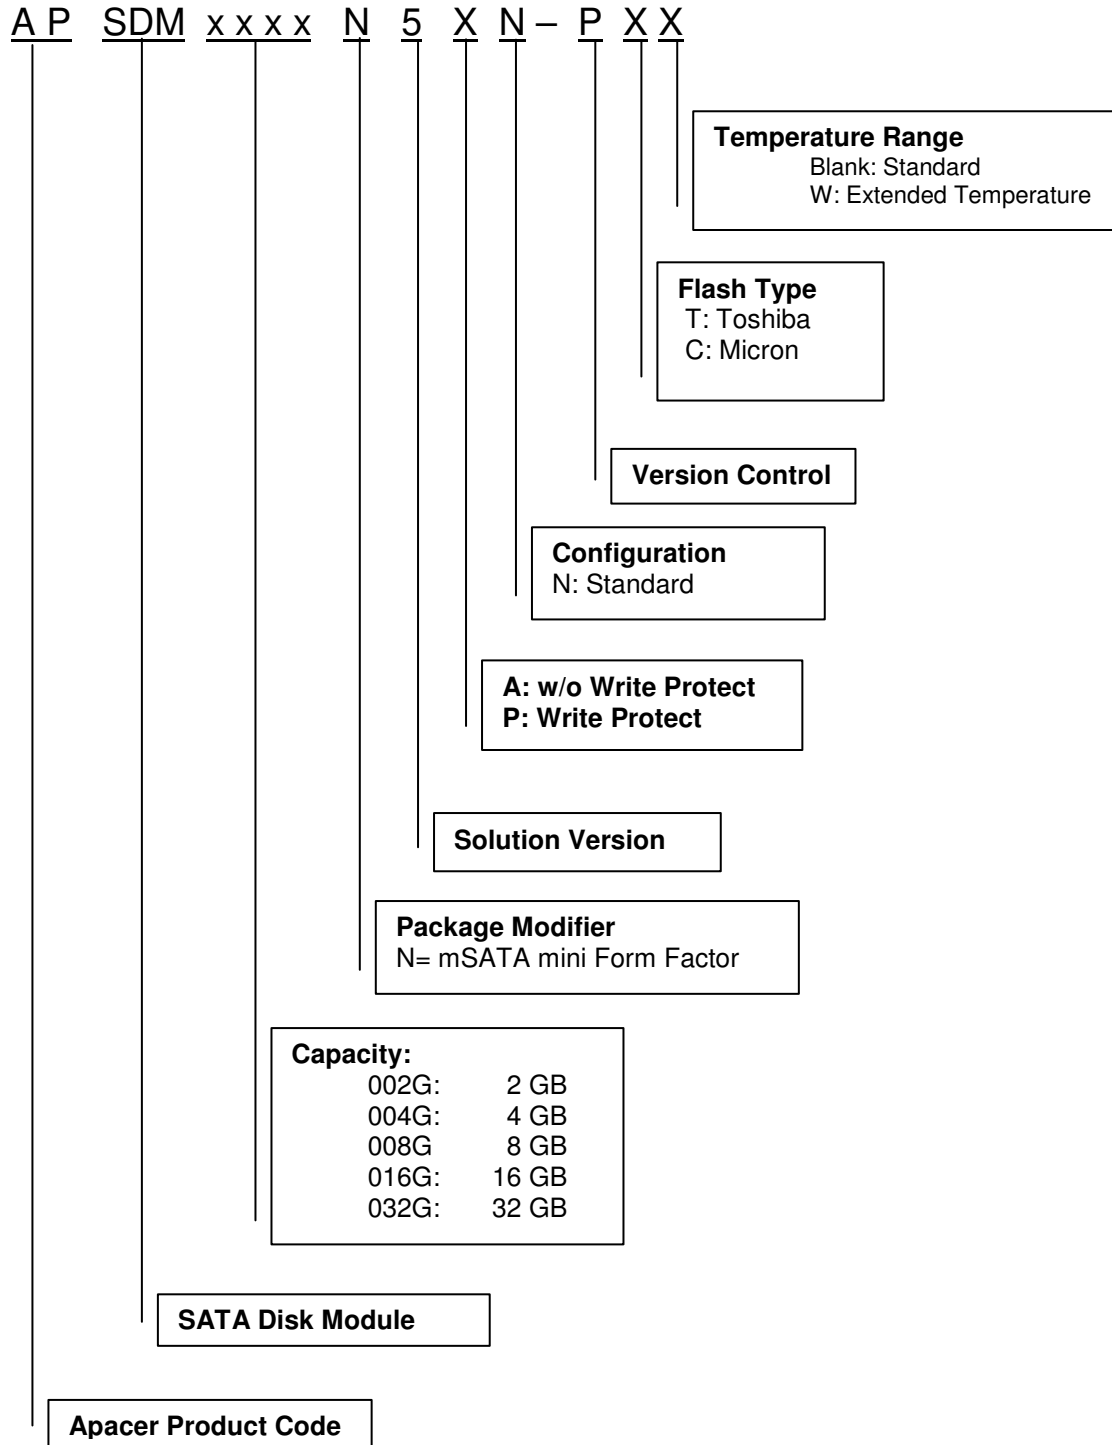 AP SDM xxxx N 5 X N – P X X
Temperature Range
Blank: Standard
W: Extended Temperature
Flash Type
T: Toshiba
C: Micron
Version Control
Configuration
N: Standard
A: w/o Write Protect
P: Write Protect
Solution Version
Package Modifier
N= mSATA mini Form Factor
Capacity:
002G: 2 GB
004G: 4 GB
008G 8 GB
016G: 16 GB
032G: 32 GB
SATA Disk Module
Apacer Product Code